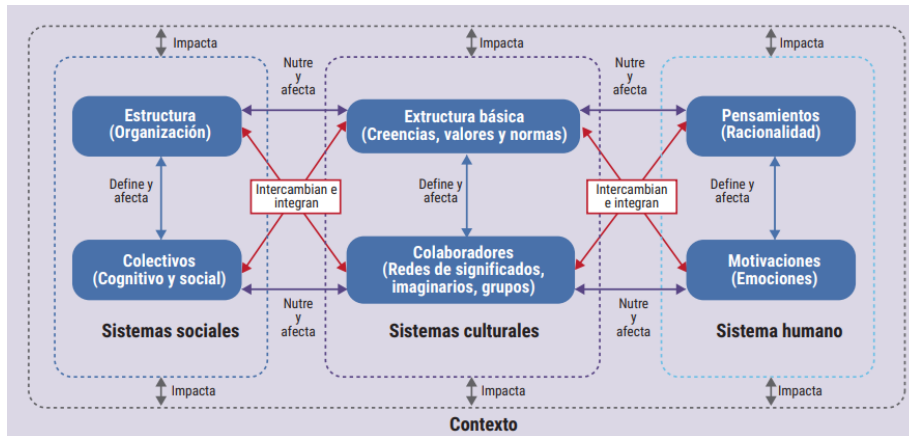 Impacta
Impacta
Impacta
Nutre
y
afecta
Nutre
y
afecta
Estructura
(Organización)
Extructura básica
(Creencias, valores y normas)
Pensamientos
(Racionalidad)
Define y
afecta
Intercambian e
integran
Define y
afecta
Intercambian
e integran
Define y
afecta
Colectivos
(Cognitivo y social)
Colaboradores
(Redes de significados,
imaginarios, grupos)
Motivaciones
(Emociones)
Nutre
y
afecta
Nutre
y
afecta
Sistemas sociales
Sistemas culturales
Sistema humano
Impacta
Impacta
Impacta
Contexto